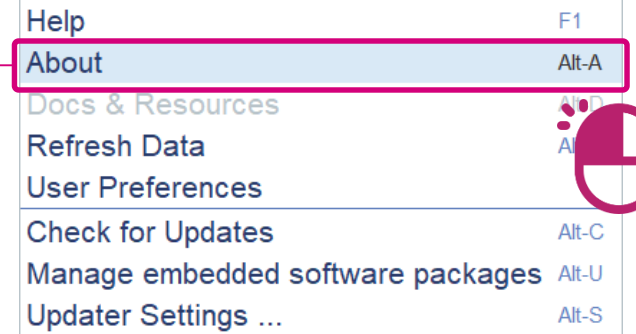 Help F1
About Alt-A
Docs & Resources Alt-D
Refresh Data
User Preferences
Check for Updates Alt-C
Manage embedded software packages Alt-U
Updater Settings ... Alt-S